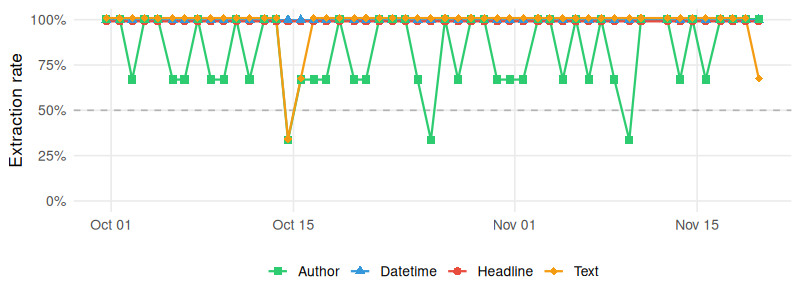 Extraction rate
100%
75%
50%
25%
0%
Oct 01 Oct 15 Nov 01 Nov 15
Author Datetime Headline Text